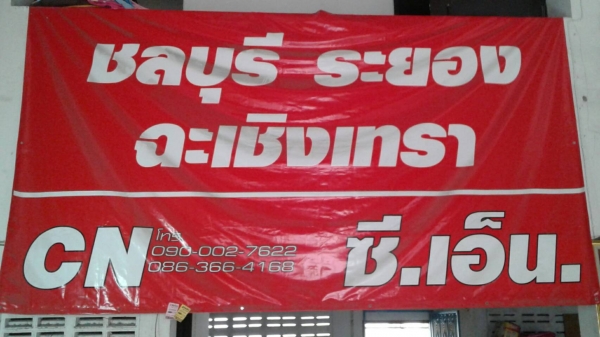 ชลบุรี ระยอง
ฉะเชิงเทรา
CN
โทร.
090-002-7622
086-366-4168
ซี.เอ็น.